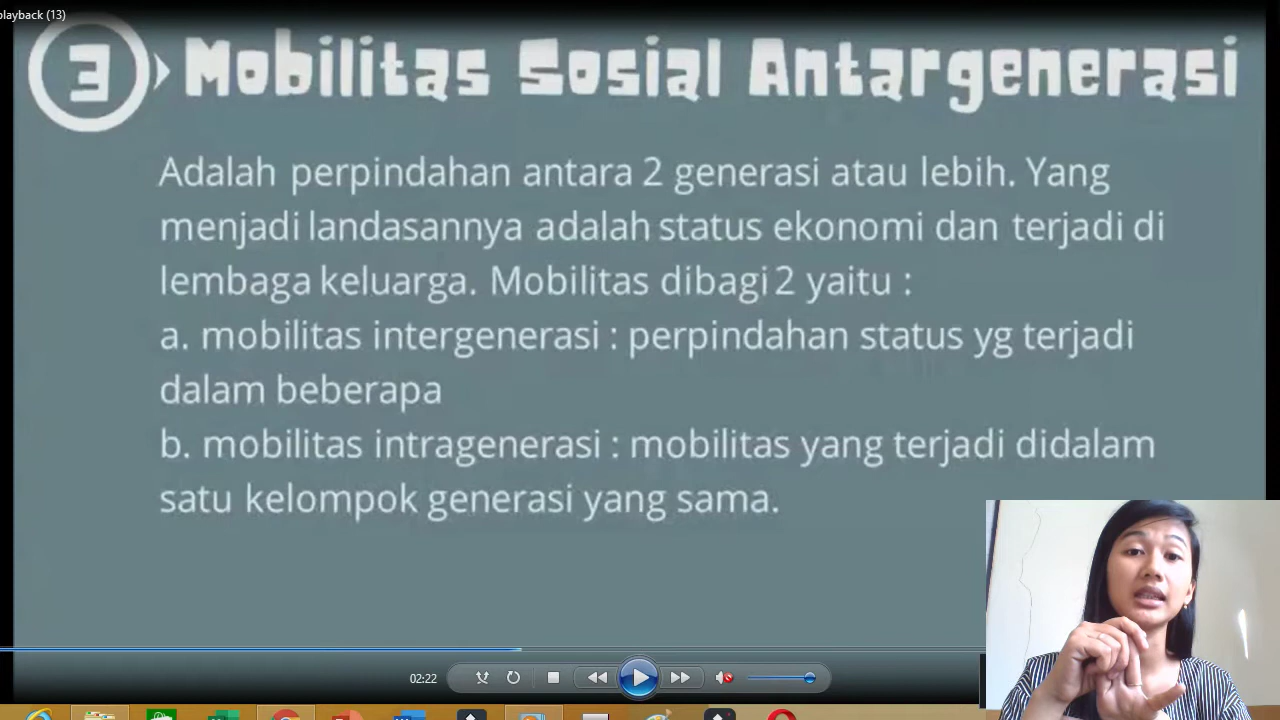 playback (13)
3 Mobilitas Sosial Antargenerasi
Adalah perpindahan antara 2 generasi atau lebih. Yang
menjadi landasannya adalah status ekonomi dan terjadi di
lembaga keluarga. Mobilitas dibagi 2 yaitu :
a. mobilitas intergenerasi : perpindahan status yg terjadi
dalam beberapa
b. mobilitas intragenerasi : mobilitas yang terjadi didalam
satu kelompok generasi yang sama.
02:22